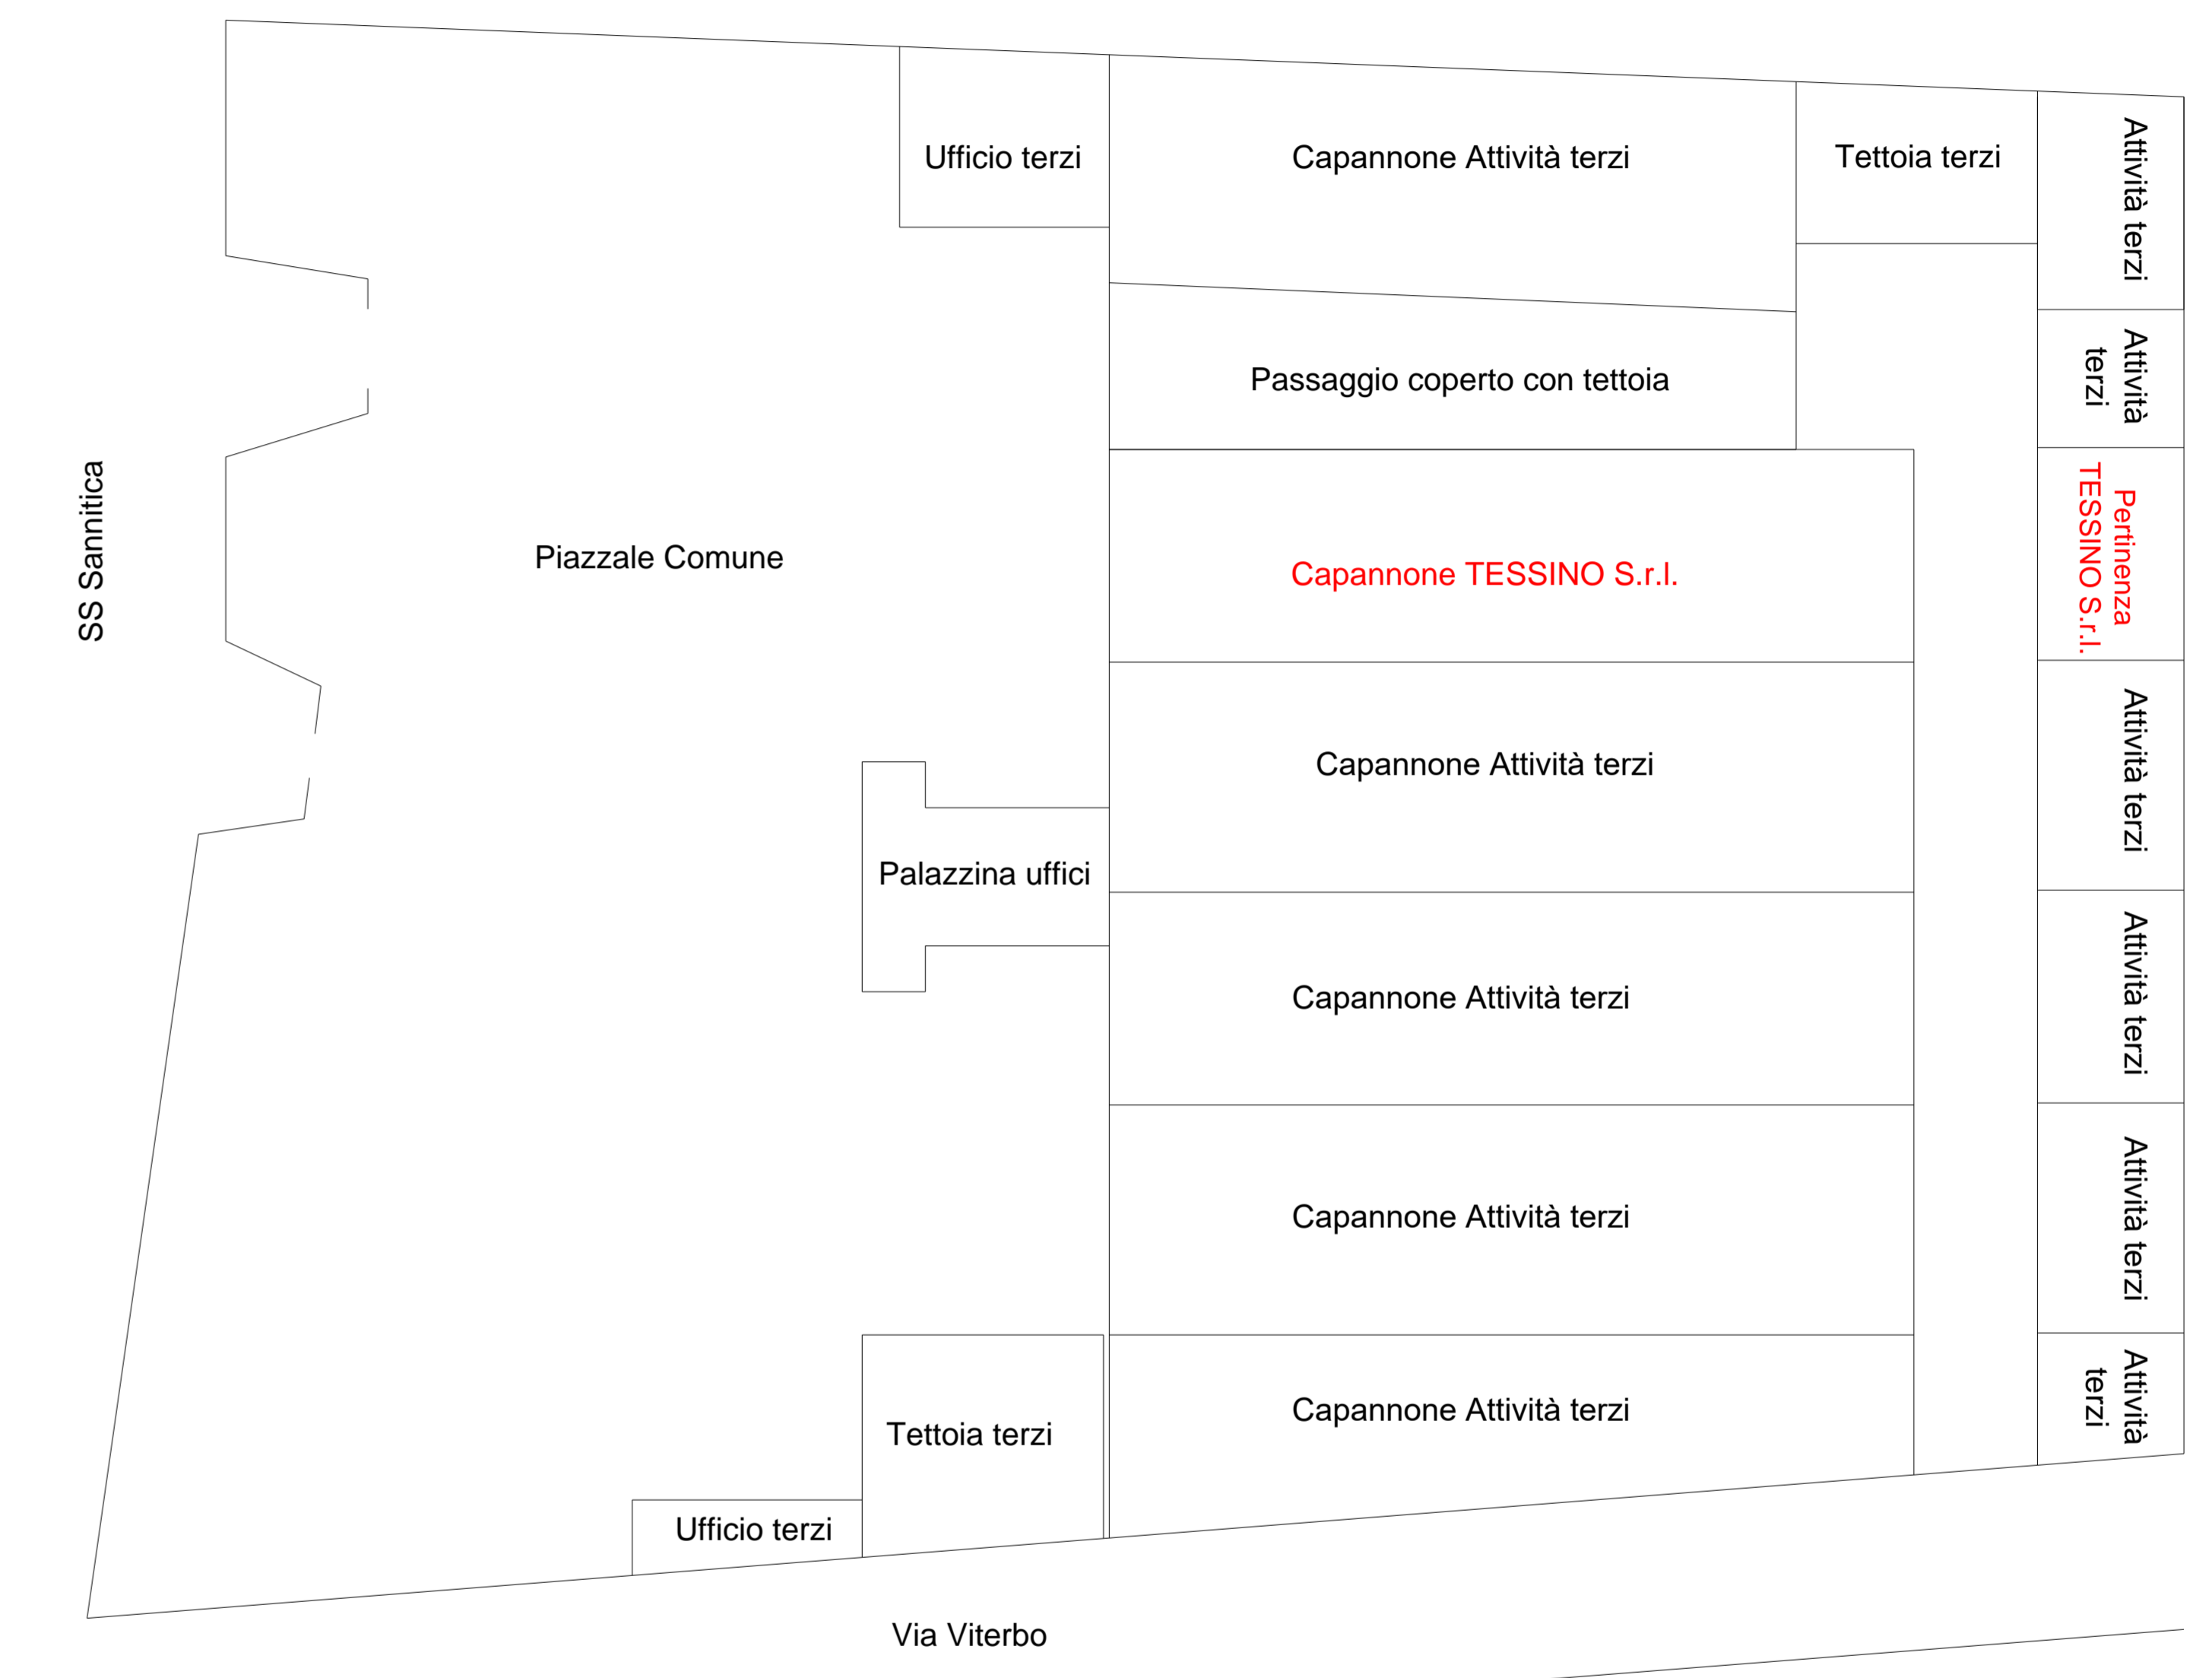 Ufficio terzi
Capannone Attività terzi
Tettoia terzi
Attività terzi
Passaggio coperto con tettoia
Attività
terzi
SS Sannitica
Piazzale Comune
Capannone TESSINO S.r.l.
Pertinenza
TESSINO S.r.l.
Capannone Attività terzi
Attività terzi
Palazzina uffici
Capannone Attività terzi
Attività terzi
Capannone Attività terzi
Attività terzi
Tettoia terzi
Capannone Attività terzi
Attività
terzi
Ufficio terzi
Via Viterbo